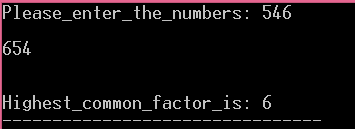 Please_enter_the_numbers: 546
654
Highest_common_factor_is: 6
--------------------------------